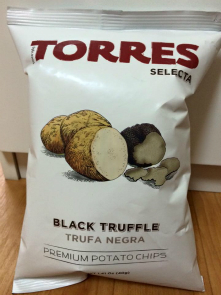 TORRES
SELECTA
BLACK TRUFFLE
TRUFA NEGRA
PREMIUM POTATO CHIPS